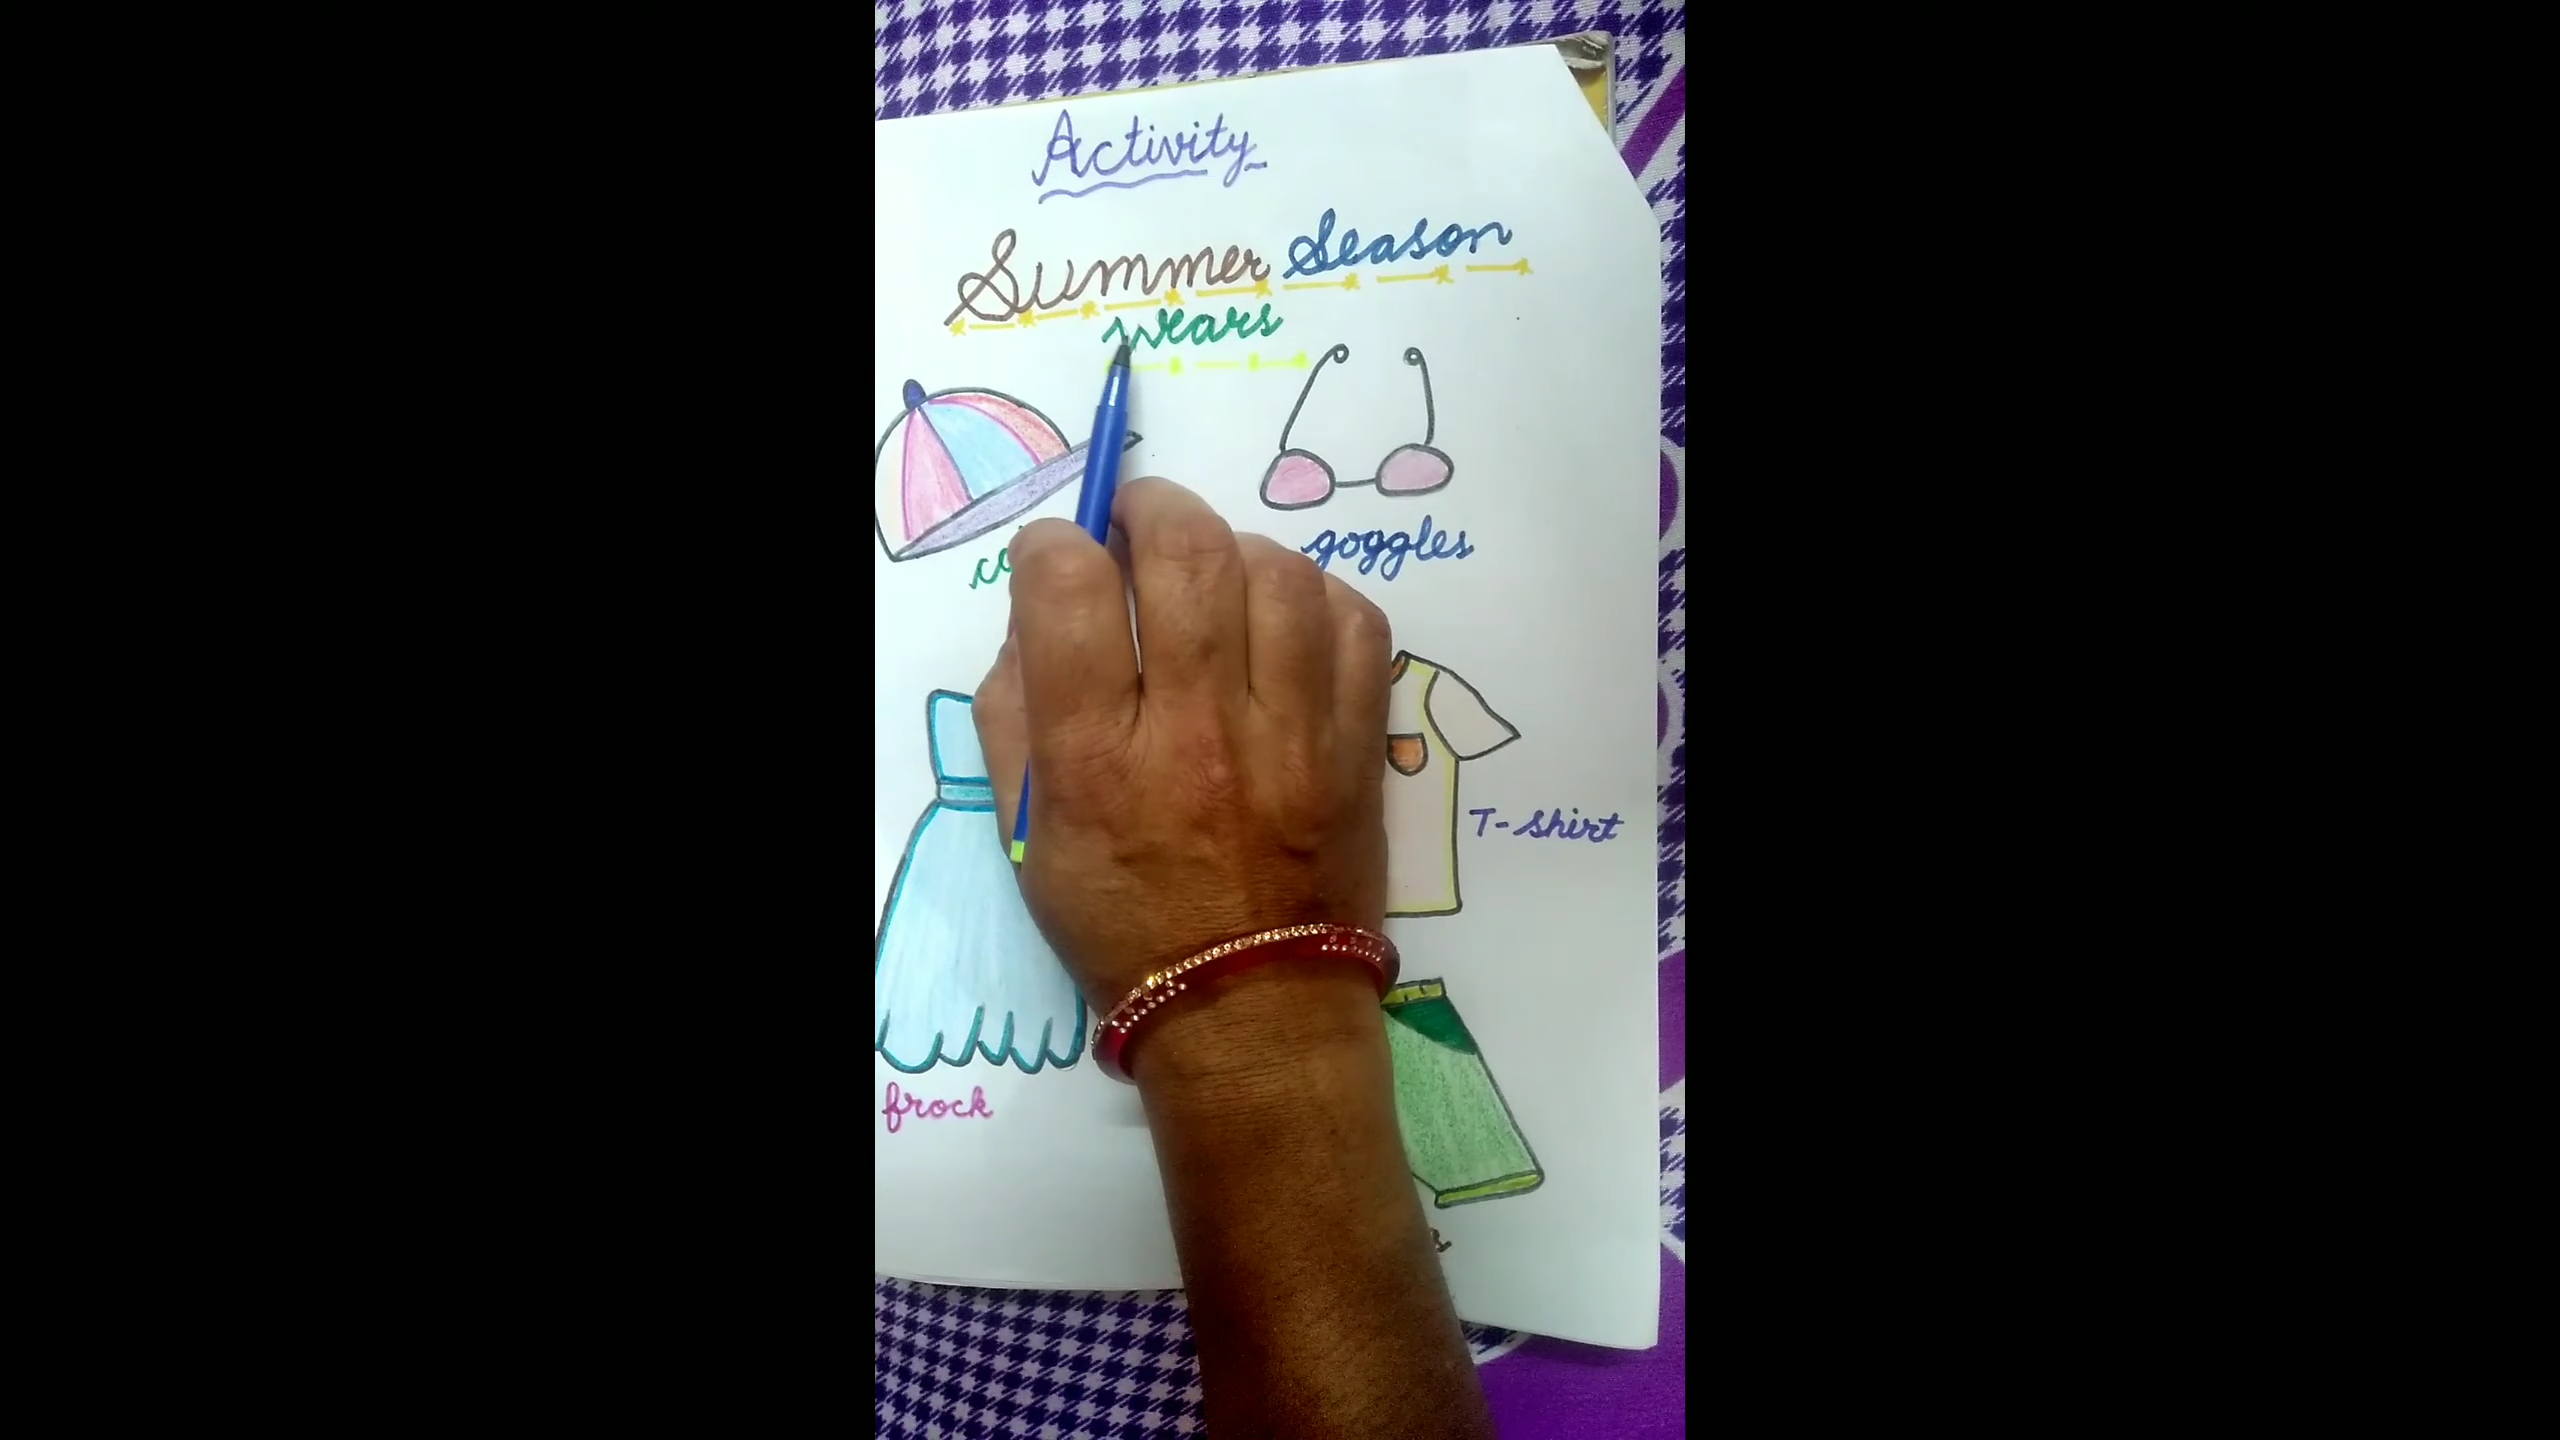 Activity
Summer Season
wears
goggles
T-shirt
frock